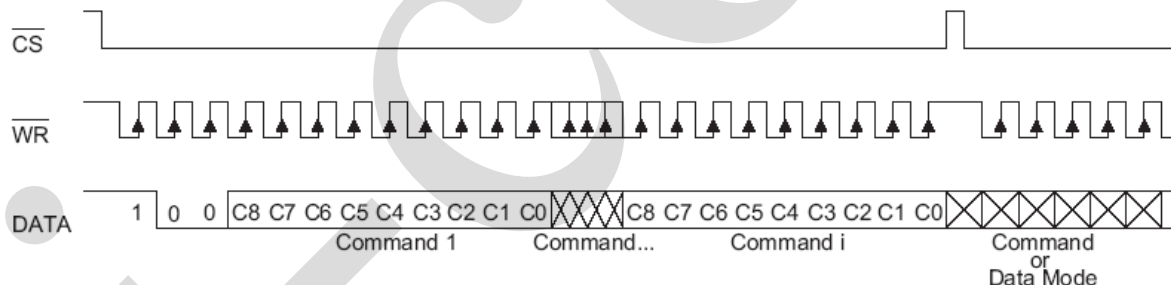 CS
WR
DATA 1 0 0 C8 C7 C6 C5 C4 C3 C2 C1 C0 C8 C7 C6 C5 C4 C3 C2 C1 C0
Command 1 Command... Command i Command
or
Data Mode